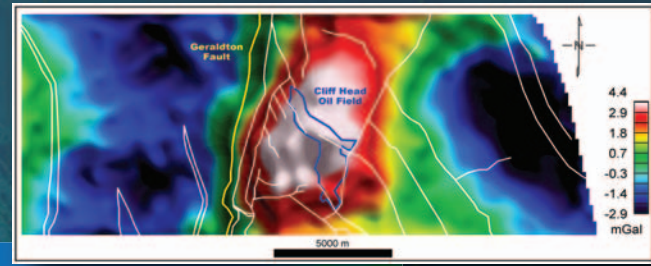 Geraldton
Fault
Cliff Head
Oil Field
N
4.4
2.9
1.8
0.7
-0.3
-1.4
-2.9
mGal
5000 m